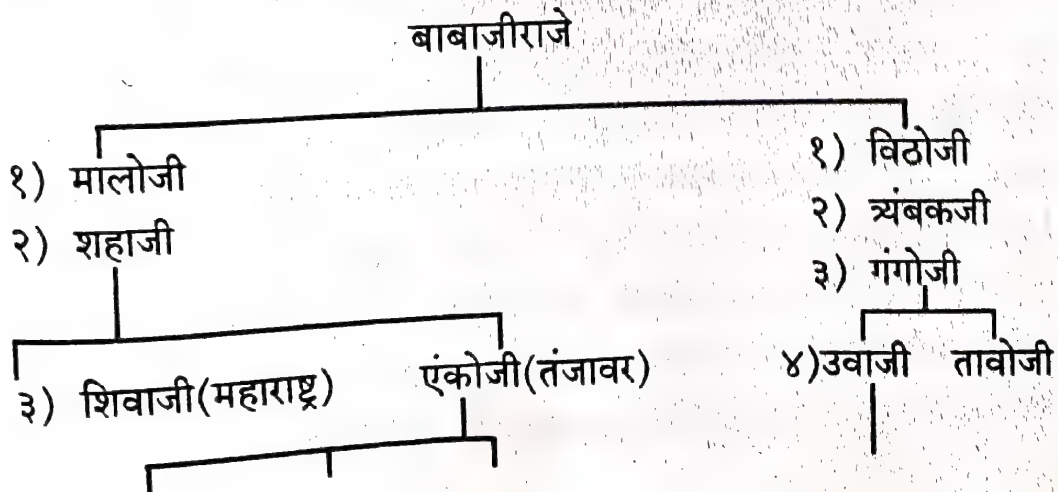 बाबाजीराजे
१) मालोजी
१) विठोजी
२) शहाजी
२) त्र्यंबकजी
३) गंगोजी
३) शिवाजी(महाराष्ट्र) एंकोजी(तंजावर)
४)उवाजी तावोजी